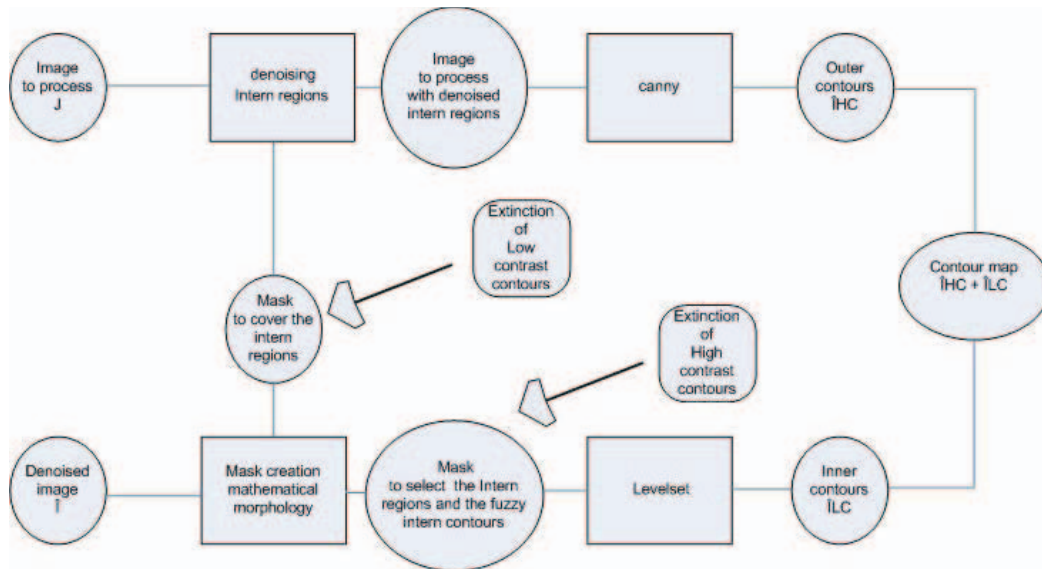 Image
to process
J
denoising
Intern regions
Image
to process
with denoised
intern regions
canny
Outer
contours
ÎHC
Extinction
of
Low
contrast
contours
Mask
to cover the
intern
regions
Contour map
ÎHC + ÎLC
Extinction
of
High
contrast
contours
Denoised
image
Î
Mask creation
mathematical
morphology
Mask
to select the Intern
regions and the fuzzy
intern contours
Levelset
Inner
contours
ÎLC